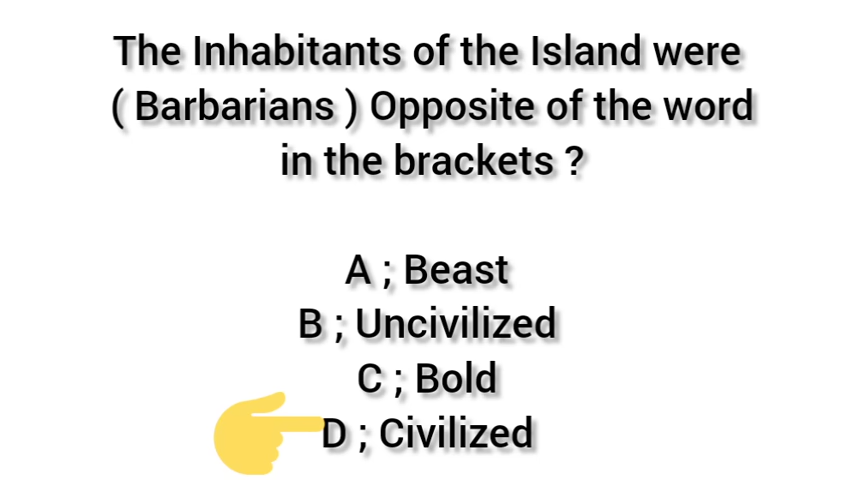 The Inhabitants of the Island were
( Barbarians ) Opposite of the word
in the brackets ?
A ; Beast
B ; Uncivilized
C ; Bold
D ; Civilized